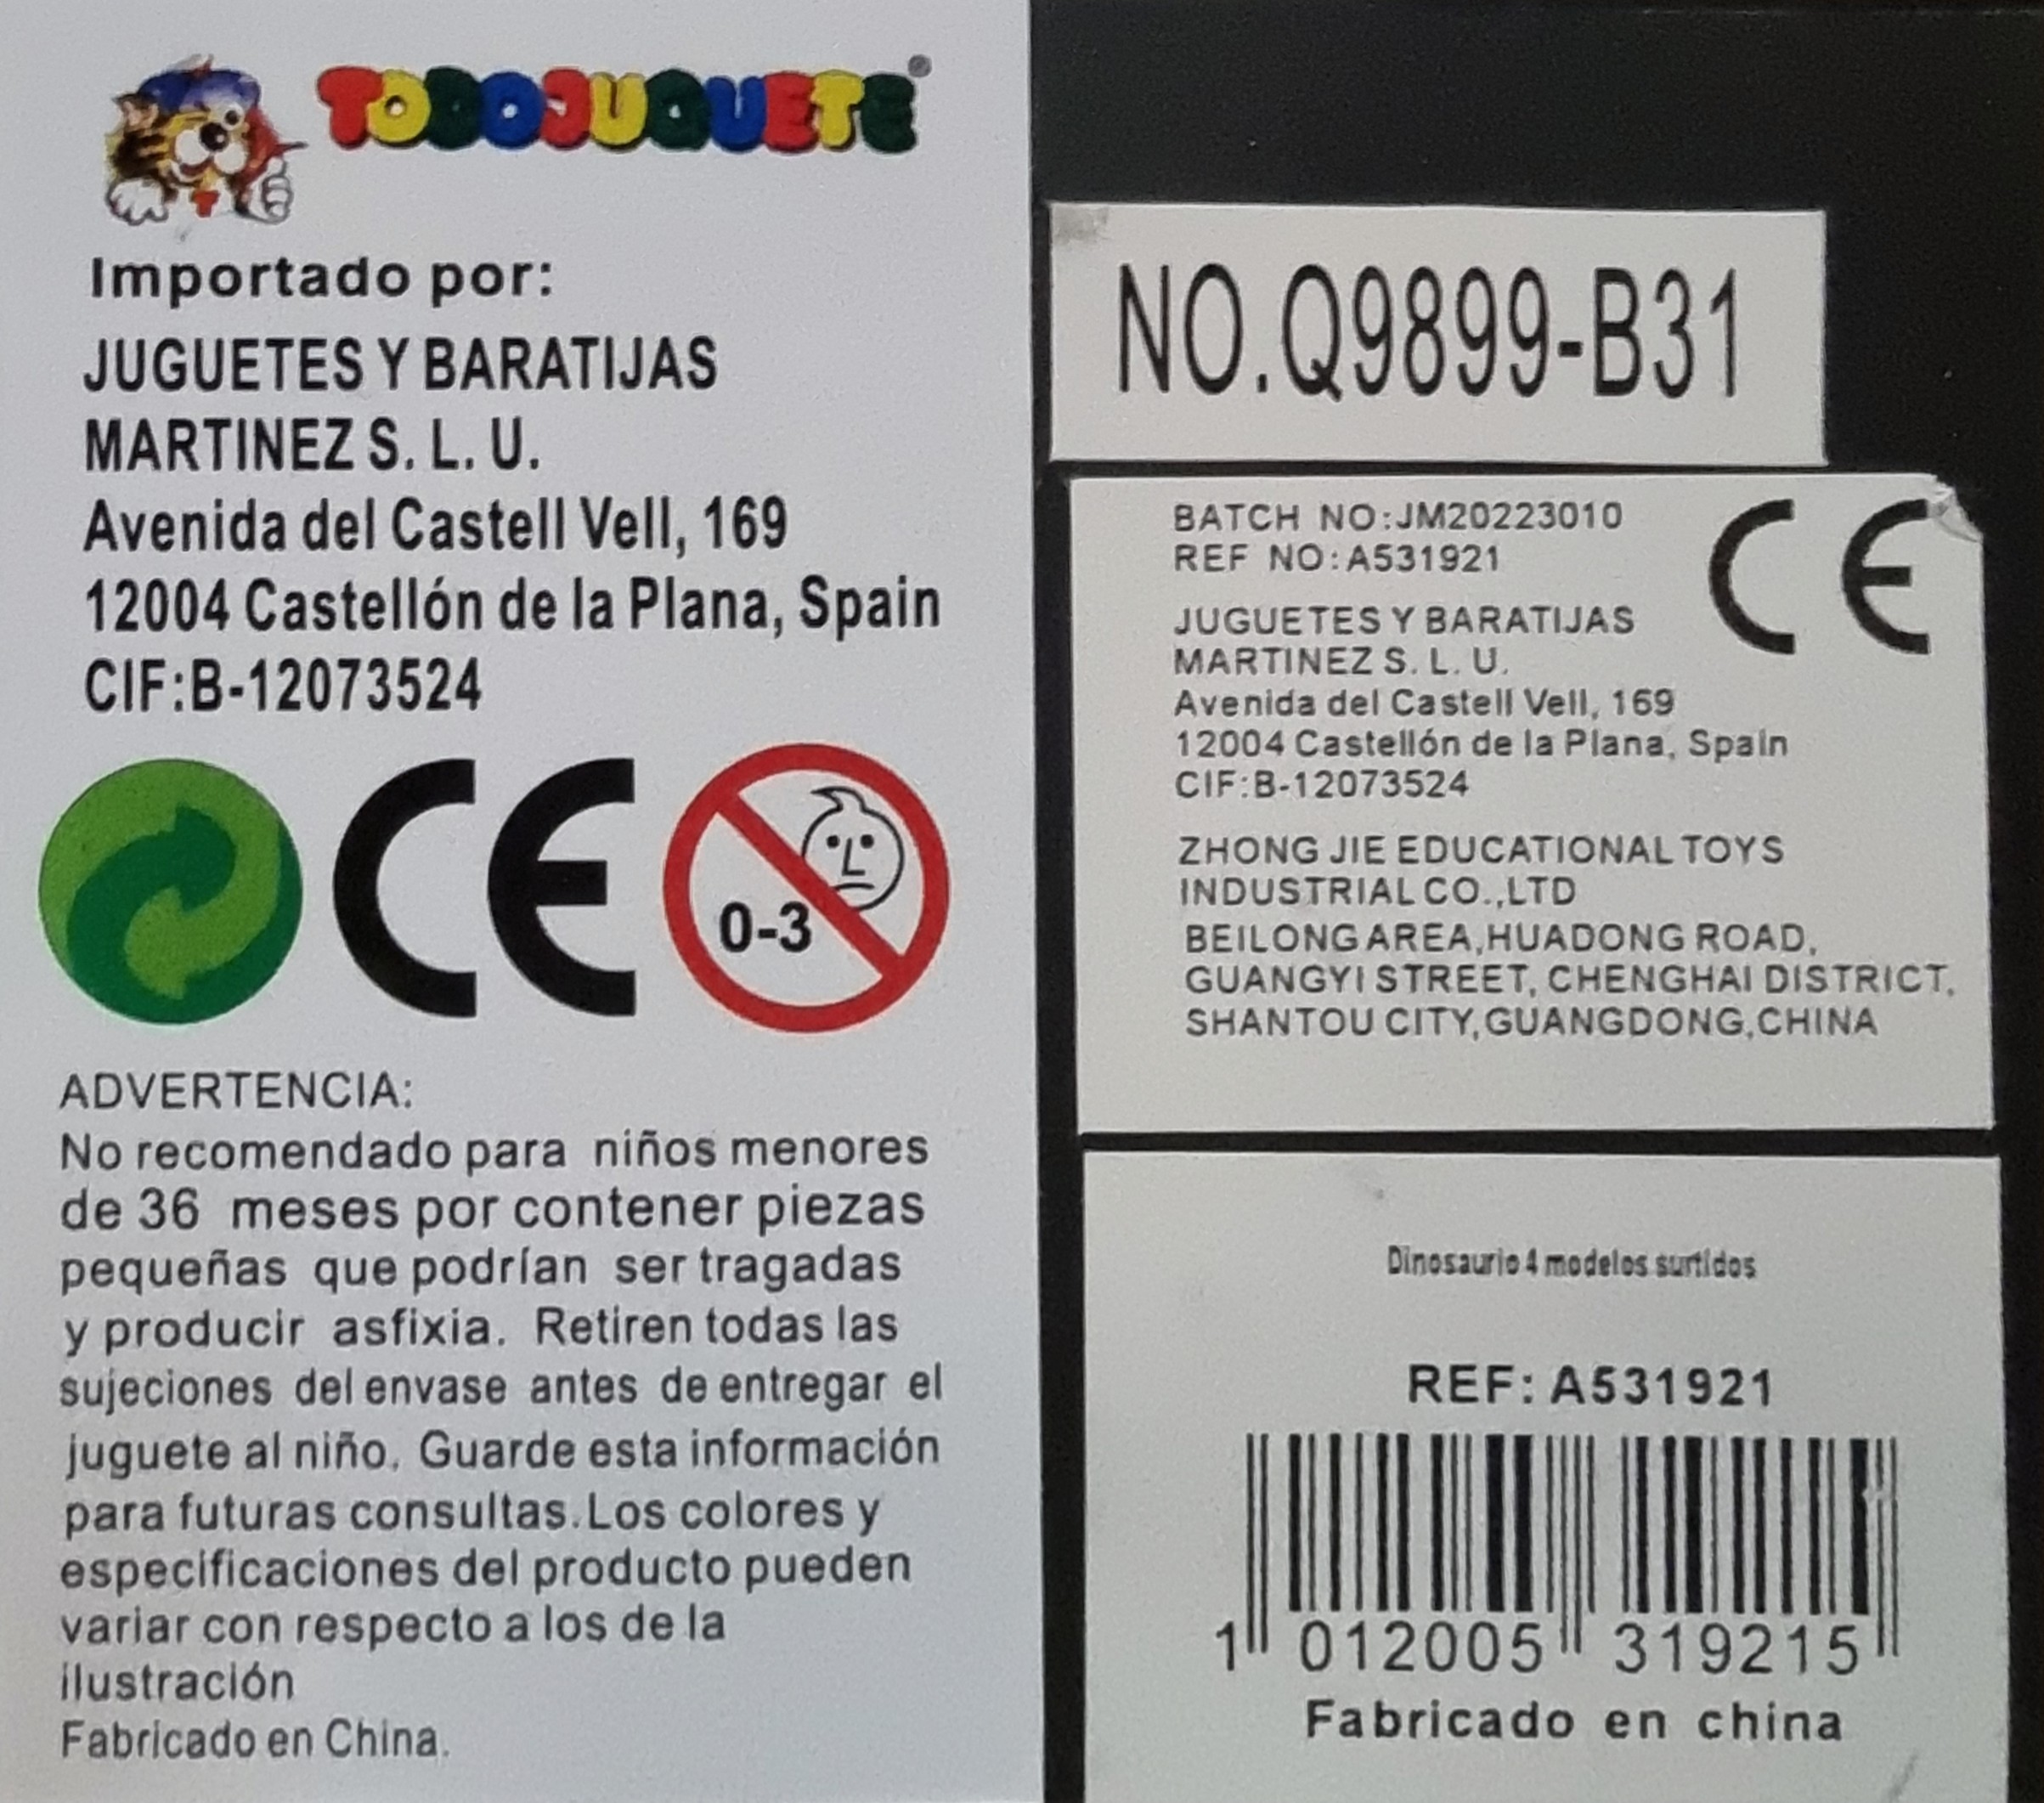 TODOJUGUETE
Importado por:
JUGUETES Y BARATIJAS
MARTINEZ S. L. U.
Avenida del Castell Vell, 169
12004 Castellón de la Plana, Spain
CIF:B-12073524
CE
0-3
ADVERTENCIA:
No recomendado para niños menores
de 36 meses por contener piezas
pequeñas que podrían ser tragadas
y producir asfixia. Retiren todas las
sujeciones del envase antes de entregar el
juguete al niño. Guarde esta información
para futuras consultas.Los colores y
especificaciones del producto pueden
variar con respecto a los de la
ilustración
Fabricado en China.
NO.Q9899-B31
BATCH NO:JM20223010
REF NO:A531921
CE
JUGUETES Y BARATIJAS
MARTINEZ S. L. U.
Avenida del Castell Vell, 169
12004 Castellón de la Plana, Spain
CIF:B-12073524
ZHONG JIE EDUCATIONAL TOYS
INDUSTRIAL CO.,LTD
BEILONG AREA,HUADONG ROAD,
GUANGYI STREET, CHENGHAI DISTRICT,
SHANTOU CITY,GUANGDONG,CHINA
Dinosaurio 4 modelos surtidos
REF: A531921
1 012005 319215
Fabricado en china